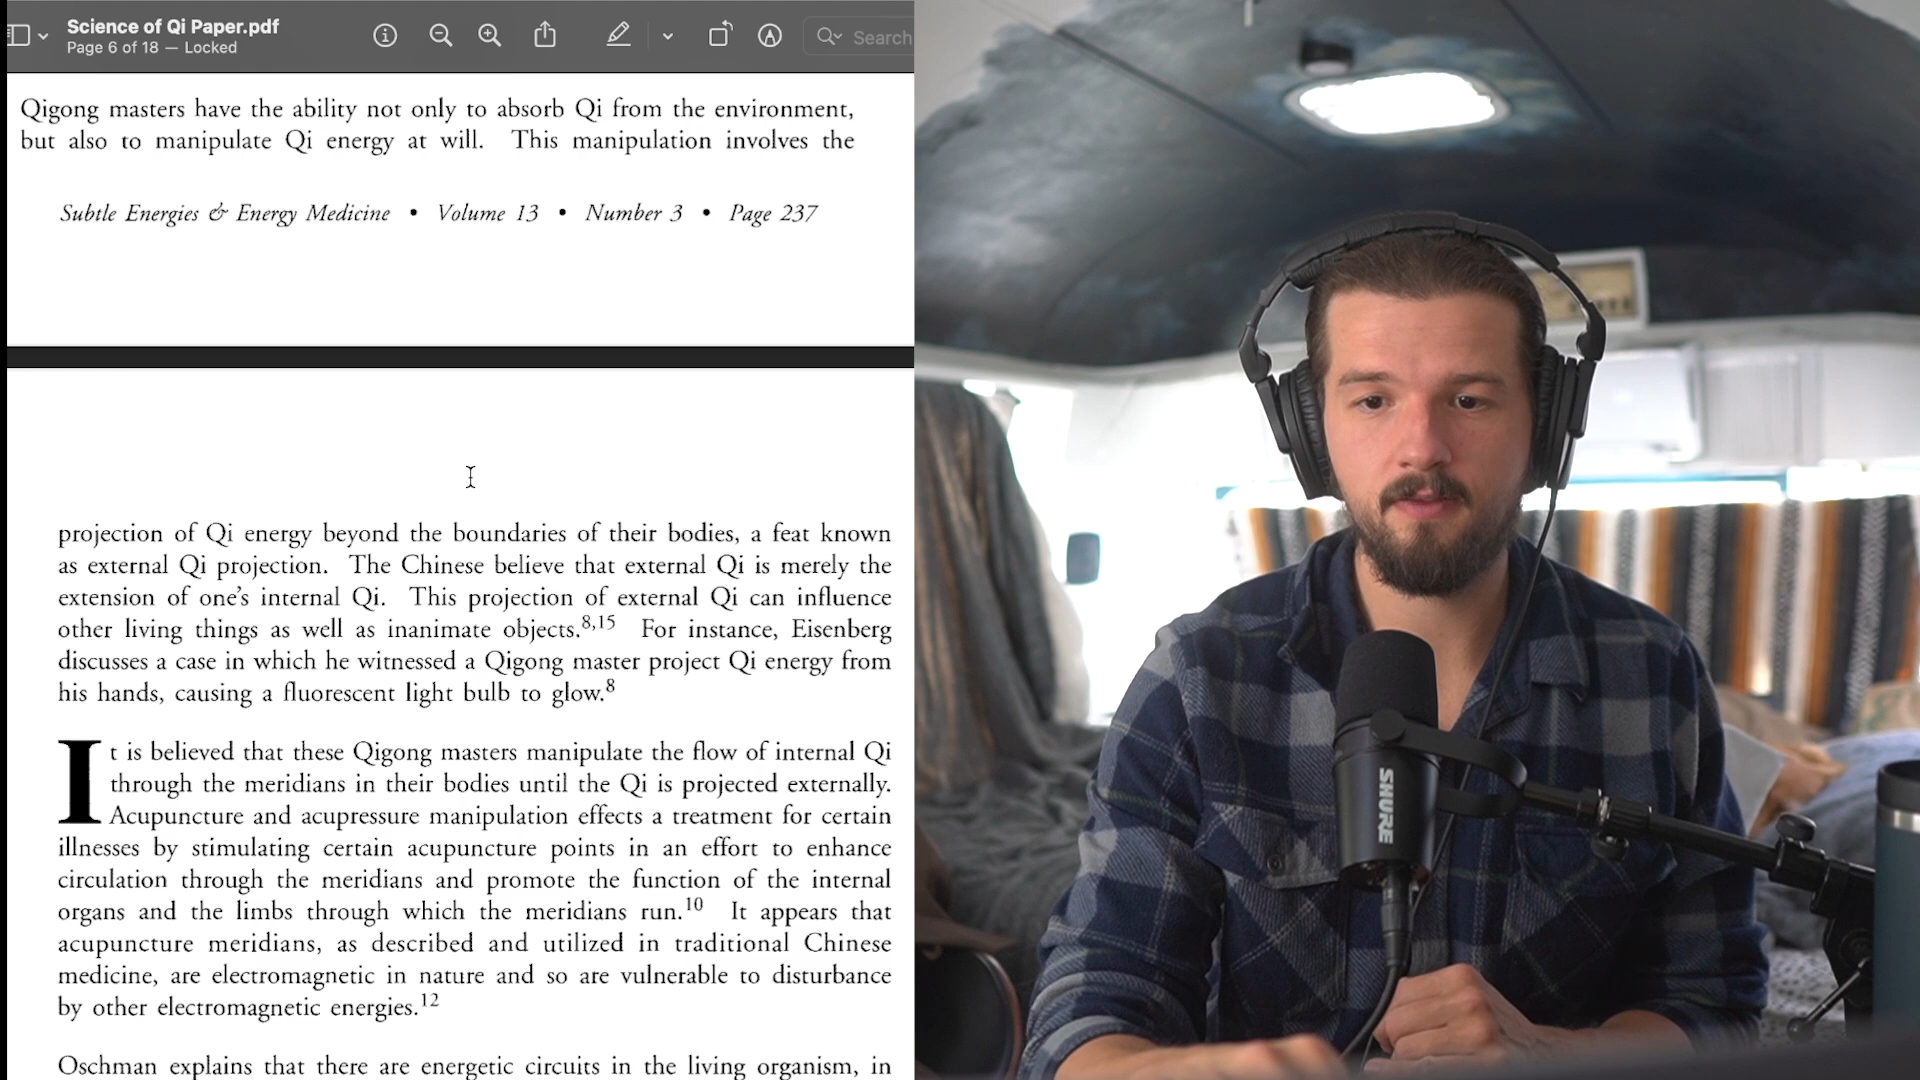 Science of Qi Paper.pdf
Page 6 of 18 — Locked
Search
Qigong masters have the ability not only to absorb Qi from the environment,
but also to manipulate Qi energy at will. This manipulation involves the
Subtle Energies & Energy Medicine • Volume 13 • Number 3 • Page 237
projection of Qi energy beyond the boundaries of their bodies, a feat known
as external Qi projection. The Chinese believe that external Qi is merely the
extension of one's internal Qi. This projection of external Qi can influence
other living things as well as inanimate objects.8,15 For instance, Eisenberg
discusses a case in which he witnessed a Qigong master project Qi energy from
his hands, causing a fluorescent light bulb to glow.8
It is believed that these Qigong masters manipulate the flow of internal Qi
through the meridians in their bodies until the Qi is projected externally.
Acupuncture and acupressure manipulation effects a treatment for certain
illnesses by stimulating certain acupuncture points in an effort to enhance
circulation through the meridians and promote the function of the internal
organs and the limbs through which the meridians run.10 It appears that
acupuncture meridians, as described and utilized in traditional Chinese
medicine, are electromagnetic in nature and so are vulnerable to disturbance
by other electromagnetic energies.12
Oschman explains that there are energetic circuits in the living organism, in
SHURE